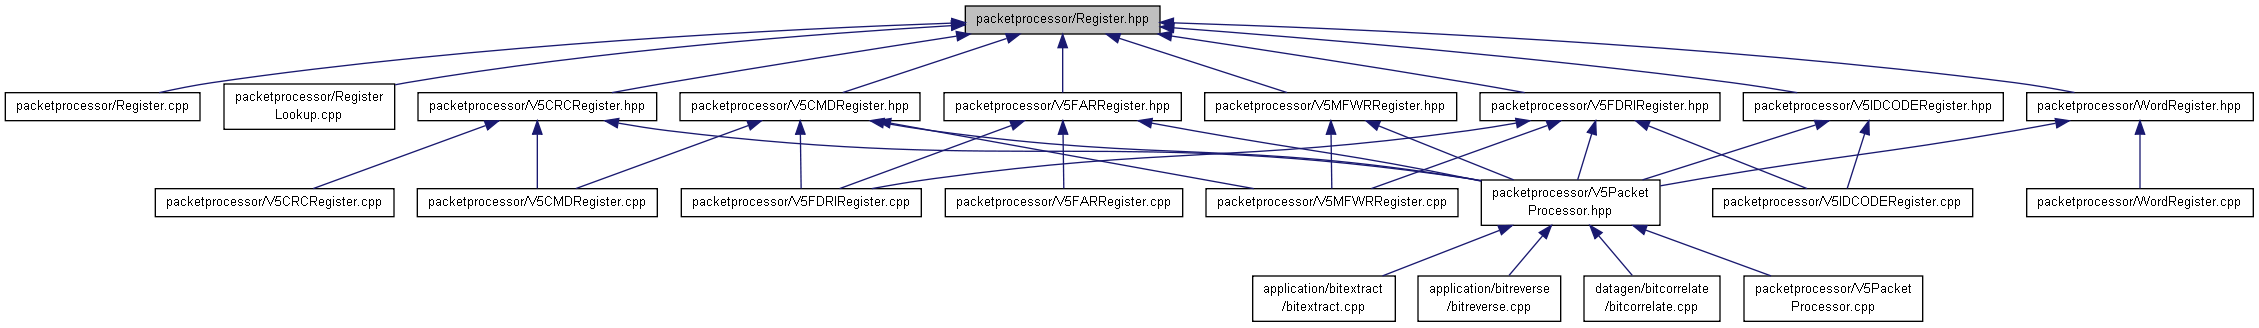 packetprocessor/Register.hpp
packetprocessor/Register.cpp
packetprocessor/Register
Lookup.cpp
packetprocessor/V5CRCRegister.hpp
packetprocessor/V5CMDRegister.hpp
packetprocessor/V5FARRegister.hpp
packetprocessor/V5MFWRRegister.hpp
packetprocessor/V5FDRIRegister.hpp
packetprocessor/V5IDCODERegister.hpp
packetprocessor/WordRegister.hpp
packetprocessor/V5CRCRegister.cpp
packetprocessor/V5CMDRegister.cpp
packetprocessor/V5FDRIRegister.cpp
packetprocessor/V5FARRegister.cpp
packetprocessor/V5MFWRRegister.cpp
packetprocessor/V5Packet
Processor.hpp
packetprocessor/V5IDCODERegister.cpp
packetprocessor/WordRegister.cpp
application/bitextract
/bitextract.cpp
application/bitreverse
/bitreverse.cpp
datagen/bitcorrelate
/bitcorrelate.cpp
packetprocessor/V5Packet
Processor.cpp